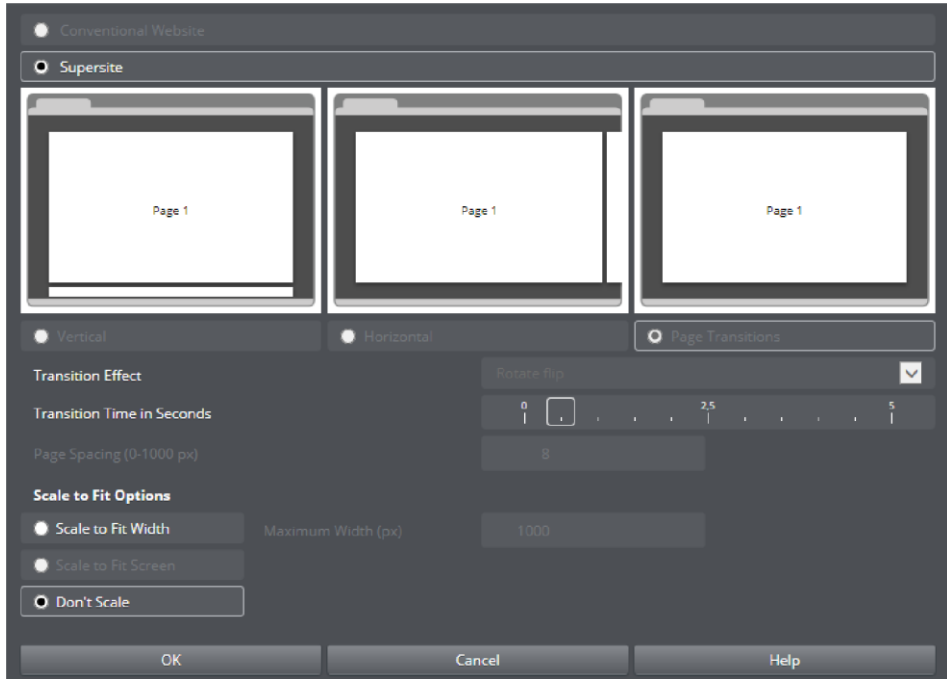 Conventional Website
Supersite
Page 1 Page 1 Page 1
Vertical Horizontal Page Transitions
Transition Effect Rotate flip
Transition Time in Seconds 0 2,5 5
Page Spacing (0-1000 px) 8
Scale to Fit Options
Scale to Fit Width Maximum Width (px) 1000
Scale to Fit Screen
Don't Scale
OK Cancel Help